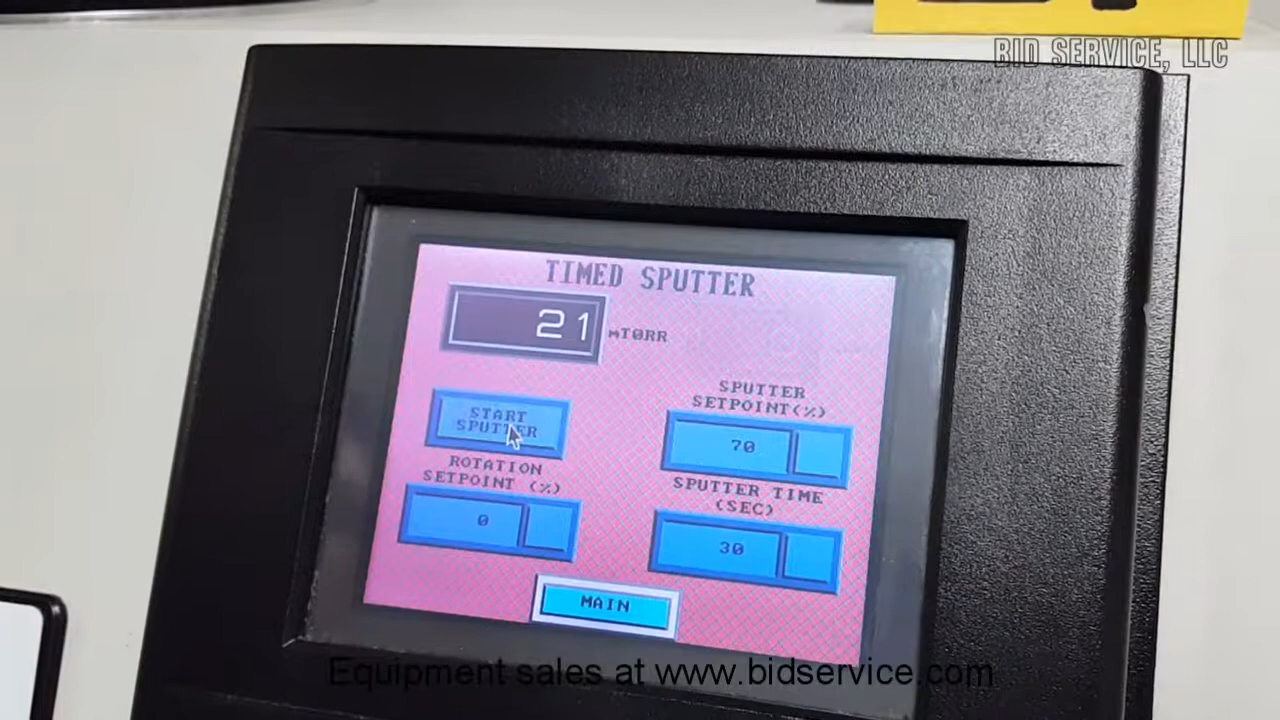 BID SERVICE, LLC
TIMED SPUTTER
21 mTORR
START
SPUTTER
SPUTTER
SETPOINT(%)
70
ROTATION
SETPOINT (%)
0
SPUTTER TIME
(SEC)
30
MAIN
Equipment sales at www.bidservice.com